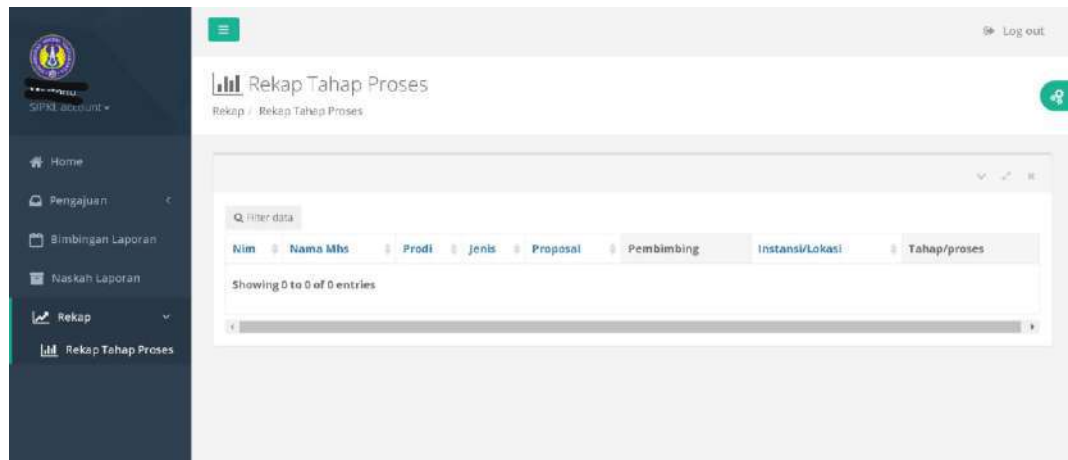 SIPKL account
Home
Pengajuan
Bimbingan Laporan
Naskah Laporan
Rekap
Rekap Tahap Proses
Log out
Rekap Tahap Proses
Rekap / Rekap Tahap Proses
Filter data
Nim Nama Mhs Prodi Jenis Proposal Pembimbing Instansi/Lokasi Tahap/proses
Showing 0 to 0 of 0 entries